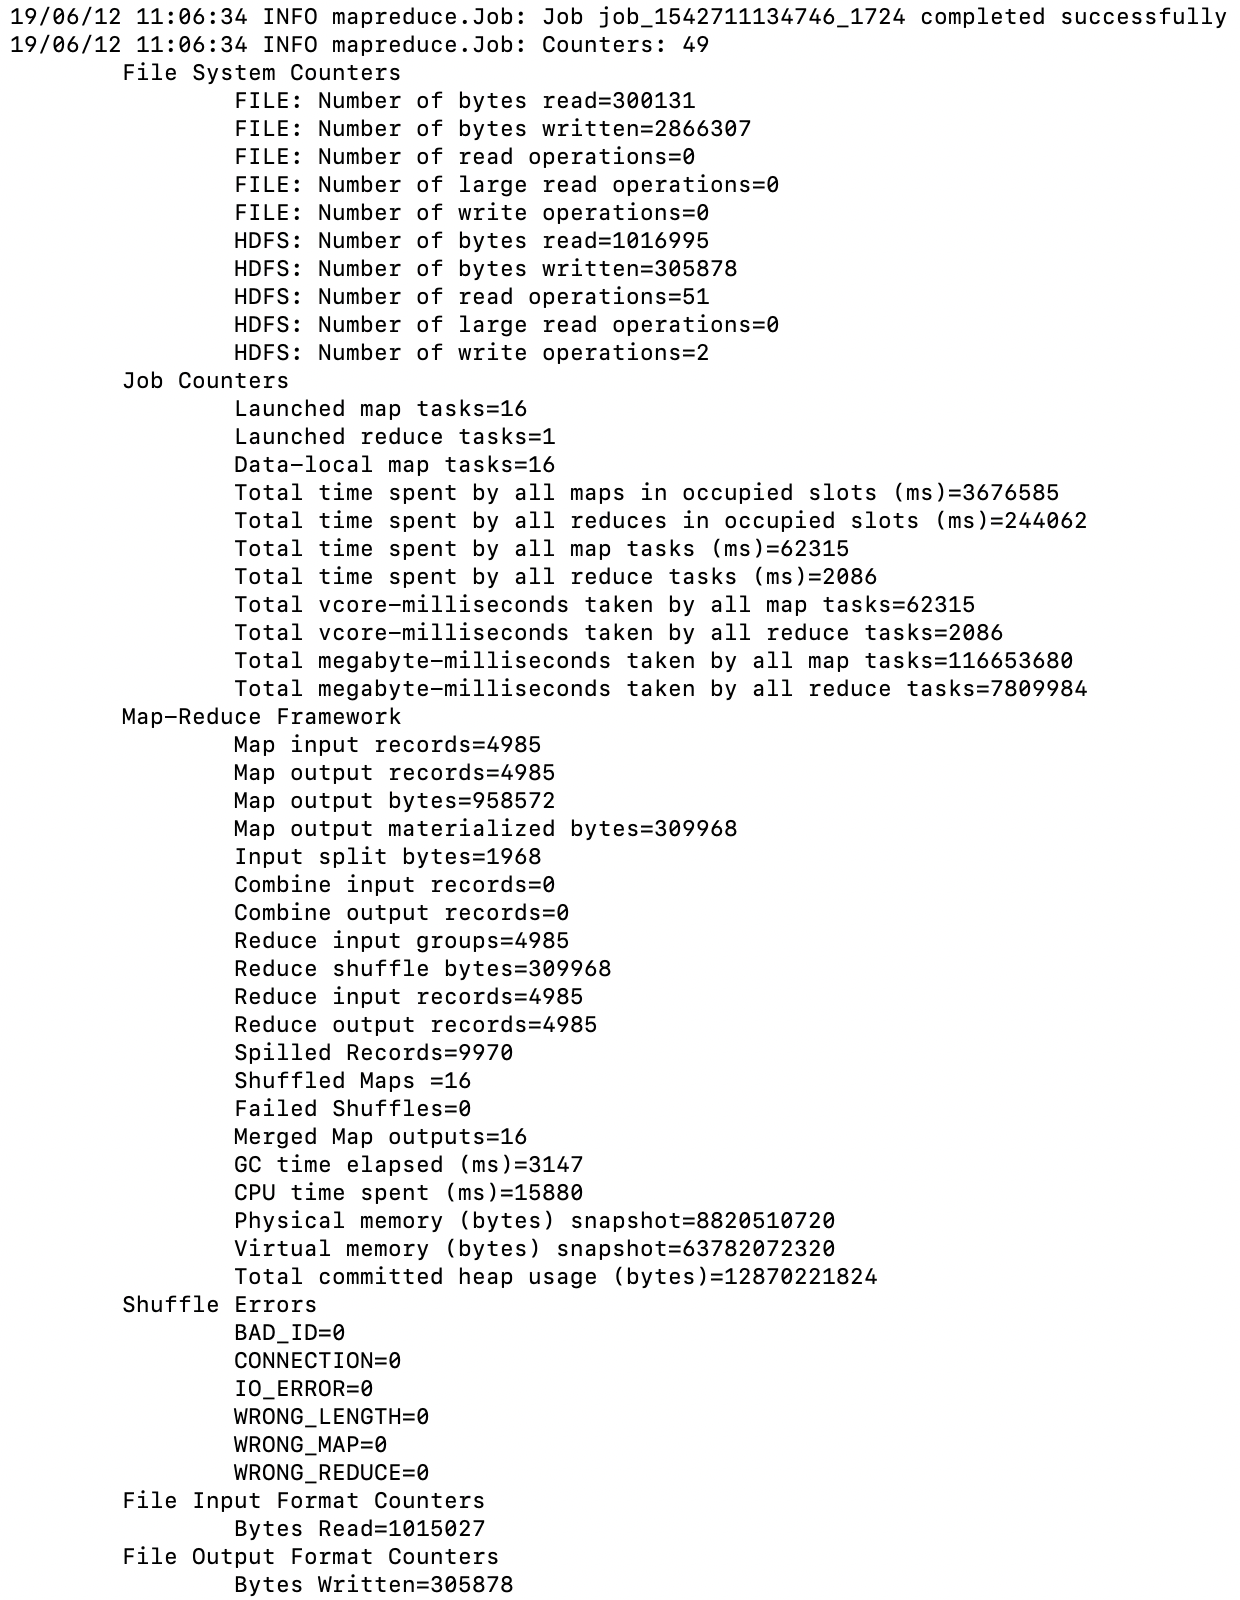 19/06/12 11:06:34 INFO mapreduce.Job: Job job_1542711134746_1724 completed successfully
19/06/12 11:06:34 INFO mapreduce.Job: Counters: 49
File System Counters
FILE: Number of bytes read=300131
FILE: Number of bytes written=2866307
FILE: Number of read operations=0
FILE: Number of large read operations=0
FILE: Number of write operations=0
HDFS: Number of bytes read=1016995
HDFS: Number of bytes written=305878
HDFS: Number of read operations=51
HDFS: Number of large read operations=0
HDFS: Number of write operations=2
Job Counters
Launched map tasks=16
Launched reduce tasks=1
Data-local map tasks=16
Total time spent by all maps in occupied slots (ms)=3676585
Total time spent by all reduces in occupied slots (ms)=244062
Total time spent by all map tasks (ms)=62315
Total time spent by all reduce tasks (ms)=2086
Total vcore-milliseconds taken by all map tasks=62315
Total vcore-milliseconds taken by all reduce tasks=2086
Total megabyte-milliseconds taken by all map tasks=116653680
Total megabyte-milliseconds taken by all reduce tasks=7809984
Map-Reduce Framework
Map input records=4985
Map output records=4985
Map output bytes=958572
Map output materialized bytes=309968
Input split bytes=1968
Combine input records=0
Combine output records=0
Reduce input groups=4985
Reduce shuffle bytes=309968
Reduce input records=4985
Reduce output records=4985
Spilled Records=9970
Shuffled Maps =16
Failed Shuffles=0
Merged Map outputs=16
GC time elapsed (ms)=3147
CPU time spent (ms)=15880
Physical memory (bytes) snapshot=8820510720
Virtual memory (bytes) snapshot=63782072320
Total committed heap usage (bytes)=12870221824
Shuffle Errors
BAD_ID=0
CONNECTION=0
IO_ERROR=0
WRONG_LENGTH=0
WRONG_MAP=0
WRONG_REDUCE=0
File Input Format Counters
Bytes Read=1015027
File Output Format Counters
Bytes Written=305878